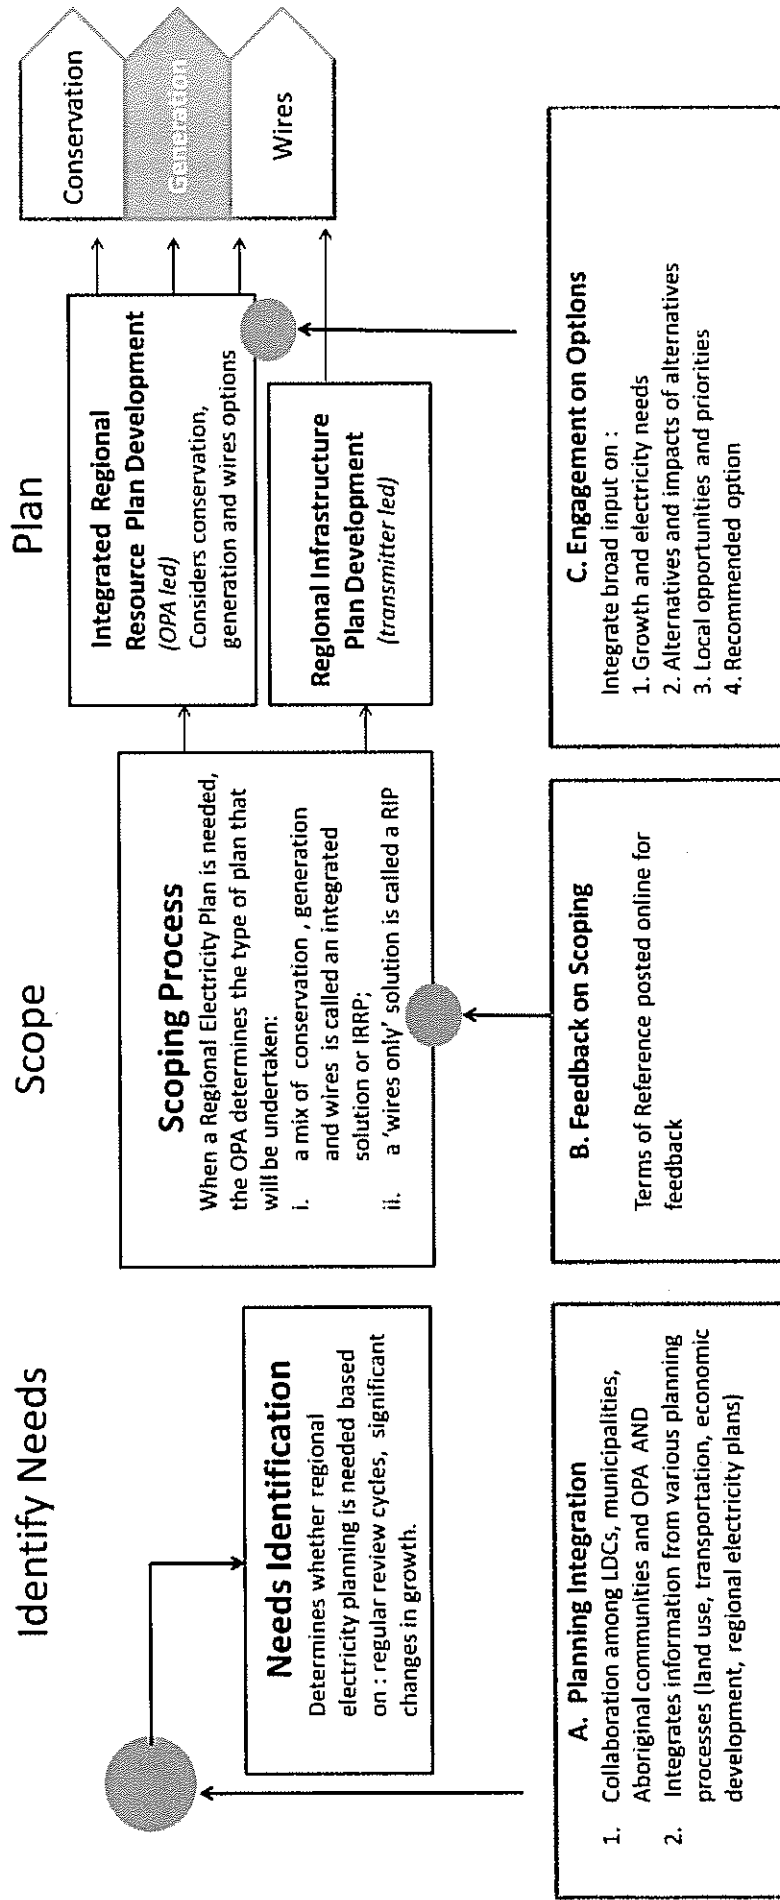 Identify Needs
Scope
Plan
Needs Identification
Determines whether regional
electricity planning is needed based
on : regular review cycles, significant
changes in growth.
Scoping Process
When a Regional Electricity Plan is needed,
the OPA determines the type of plan that
will be undertaken:
i. a mix of conservation , generation
and wires is called an integrated
solution or IRRP;
ii. a 'wires only' solution is called a RIP
Integrated Regional
Resource Plan Development
(OPA led)
Considers conservation,
generation and wires options
Regional Infrastructure
Plan Development
(transmitter led)
Conservation
Generation
Wires
A. Planning Integration
1. Collaboration among LDCs, municipalities,
Aboriginal communities and OPA AND
2. Integrates information from various planning
processes (land use, transportation, economic
development, regional electricity plans)
B. Feedback on Scoping
Terms of Reference posted online for
feedback
C. Engagement on Options
Integrate broad input on :
1. Growth and electricity needs
2. Alternatives and impacts of alternatives
3. Local opportunities and priorities
4. Recommended option